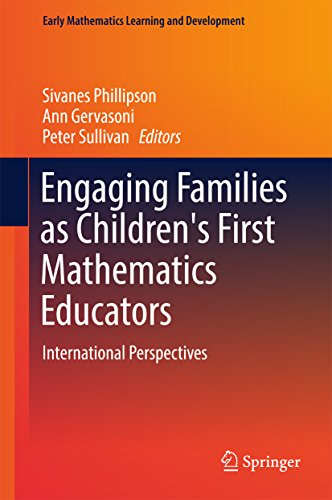 Early Mathematics Learning and Development
Sivanes Phillipson
Ann Gervasoni
Peter Sullivan Editors
Engaging Families
as Children's First
Mathematics
Educators
International Perspectives
Springer